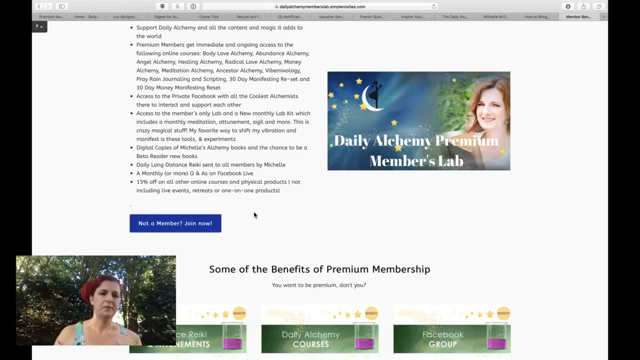 dailyalchemymemberslab.simplerosites.com
Support Daily Alchemy and all the content and magic it adds to
the world
Premium Members get immediate and ongoing access to the
following online courses: Body Love Alchemy, Abundance Alchemy,
Angel Alchemy, Healing Alchemy, Radical Love Alchemy, Money
Alchemy, Meditation Alchemy, Ancestor Alchemy, Vibemixology,
Pray Rain Journaling and Scripting, 30 Day Manifesting Re-set and
30 Day Money Manifesting Reset
Access to the Private Facebook with all the Coolest Alchemists
there to interact and support each other
Access to the member's only Lab and a New monthly Lab Kit which
includes a monthly meditation, attunement, sigil and more. This is
crazy magical stuff! My favorite way to shift my vibration and
manifest is these tools, & experiments
Digital Copies of Michelle's Alchemy books and the chance to be a
Beta Reader new books
Daily Long Distance Reiki sent to all members by Michelle
A Monthly (or more) Q & As on Facebook Live
15% off on all other online courses and physical products ( not
including live events, retreats or one-on-one products)
Daily Alchemy Premium
Member's Lab
Not a Member? Join now!
Some of the Benefits of Premium Membership
You want to be premium, don't you?
Daily Alchemy
COURSES
Facebook
GROUP